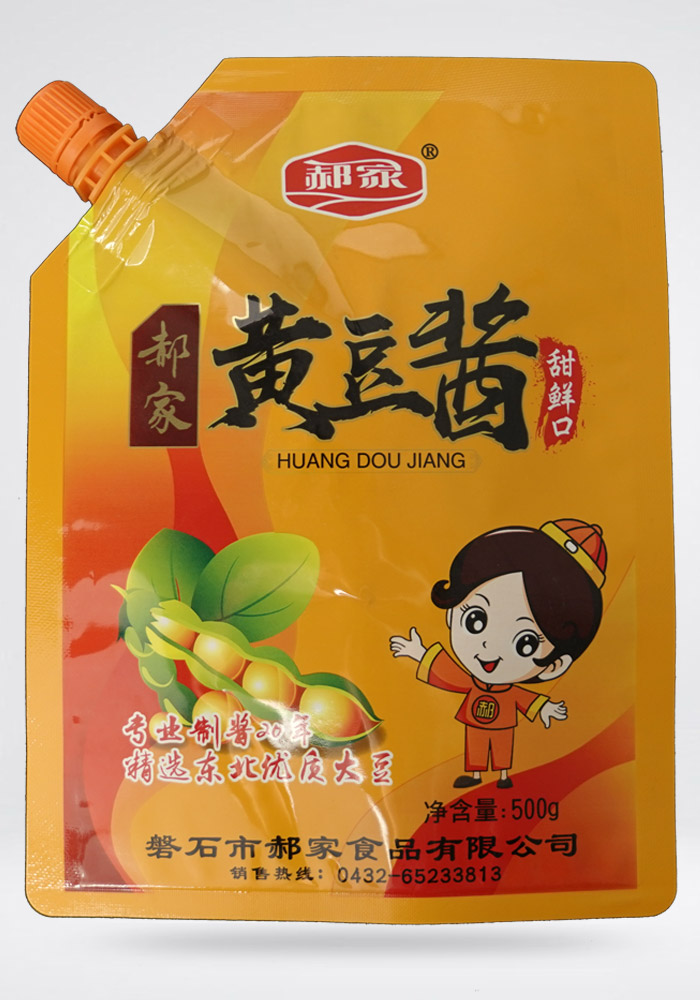 郝家®
郝家
黄豆酱
甜鲜口
HUANG DOU JIANG
郝
专业制酱20年
精选东北优质大豆
净含量:500g
磐石市郝家食品有限公司
销售热线：0432-65233813